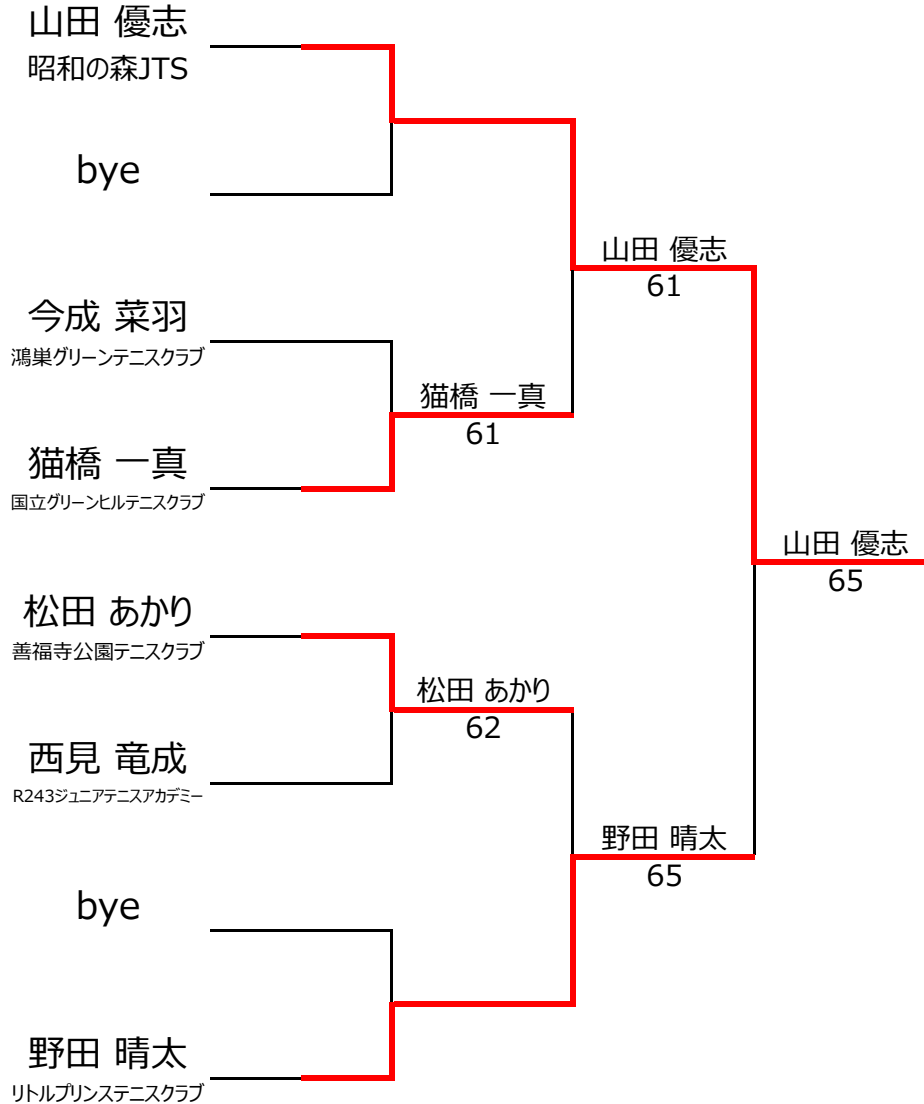 山田 優志
昭和の森JTS
bye
今成 菜羽
鴻巣グリーンテニスクラブ
猫橋 一真
国立グリーンヒルテニスクラブ
松田 あかり
善福寺公園テニスクラブ
西見 竜成
R243ジュニアテニスアカデミー
bye
野田 晴太
リトルプリンステニスクラブ
猫橋 一真
61
松田 あかり
62
山田 優志
61
野田 晴太
65
山田 優志
65